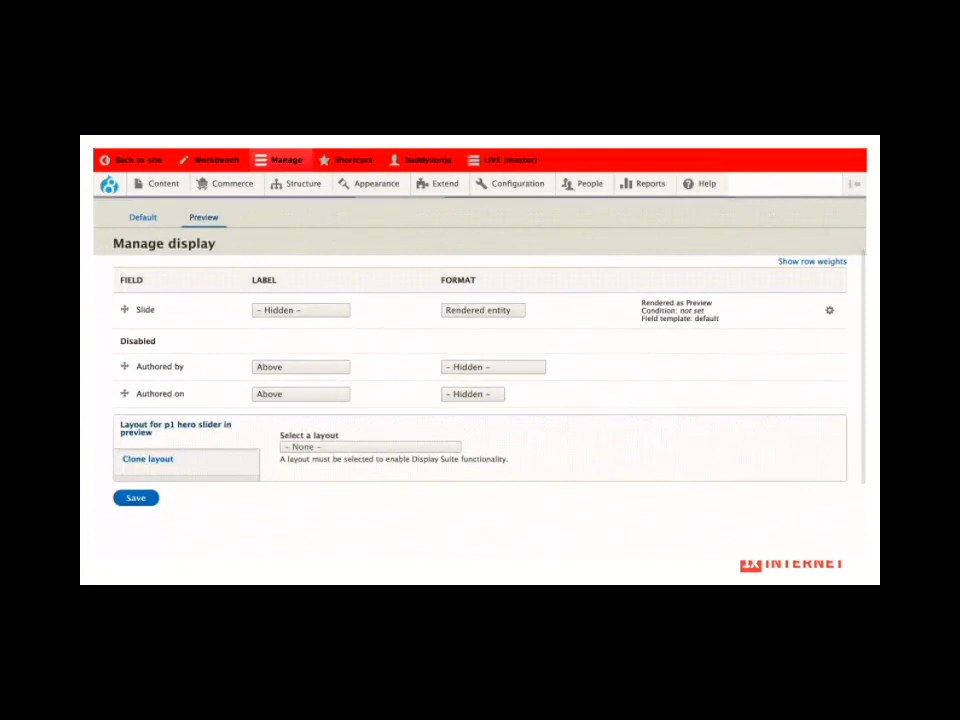 Back to site Workbench Manage Shortcuts LIVE (master)
Content Commerce Structure Appearance Extend Configuration People Reports Help
Default Preview
Manage display
Show row weights
FIELD LABEL FORMAT
Slide - Hidden - Rendered entity
Rendered as Preview
Condition: not set
Field template: default
Disabled
Authored by Above - Hidden -
Authored on Above - Hidden -
Layout for p1 hero slider in
preview
Clone layout
Select a layout
- None -
A layout must be selected to enable Display Suite functionality.
Save
1X INTERNET